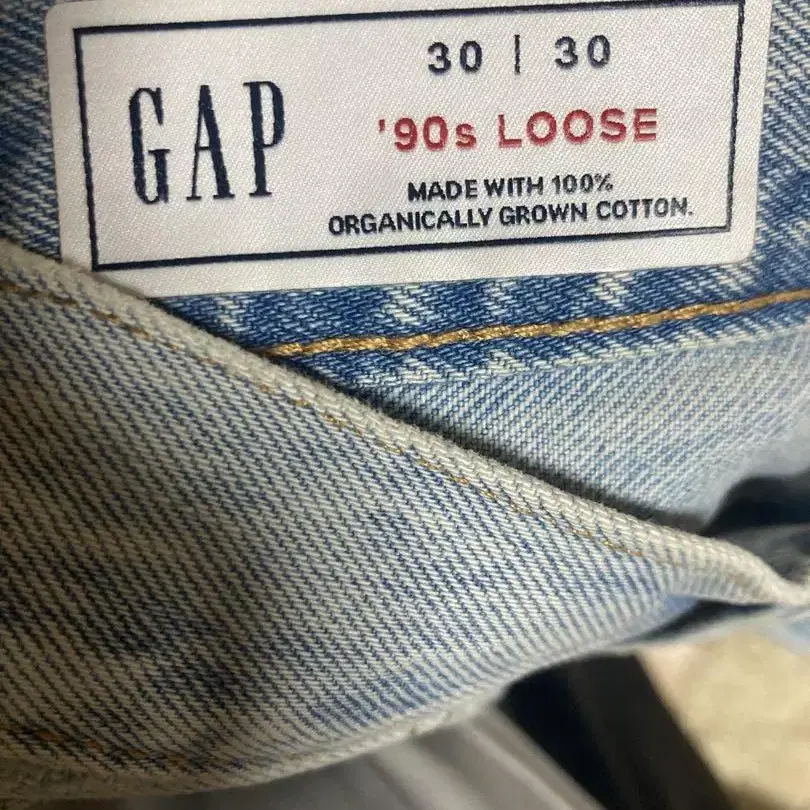 GAP
30 | 30
'90s LOOSE
MADE WITH 100%
ORGANICALLY GROWN COTTON.